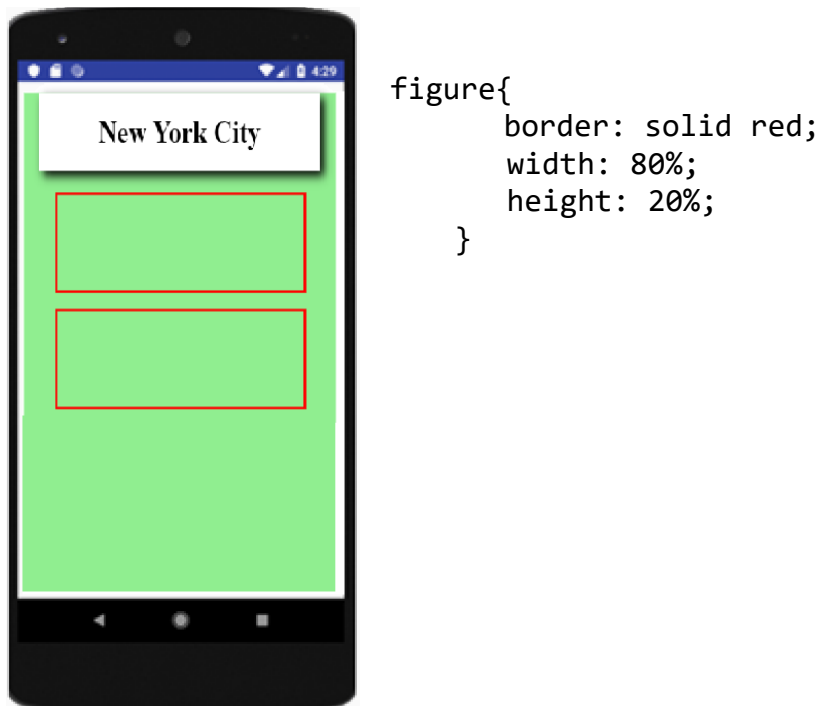 4:29
New York City
figure{
border: solid red;
width: 80%;
height: 20%;
}